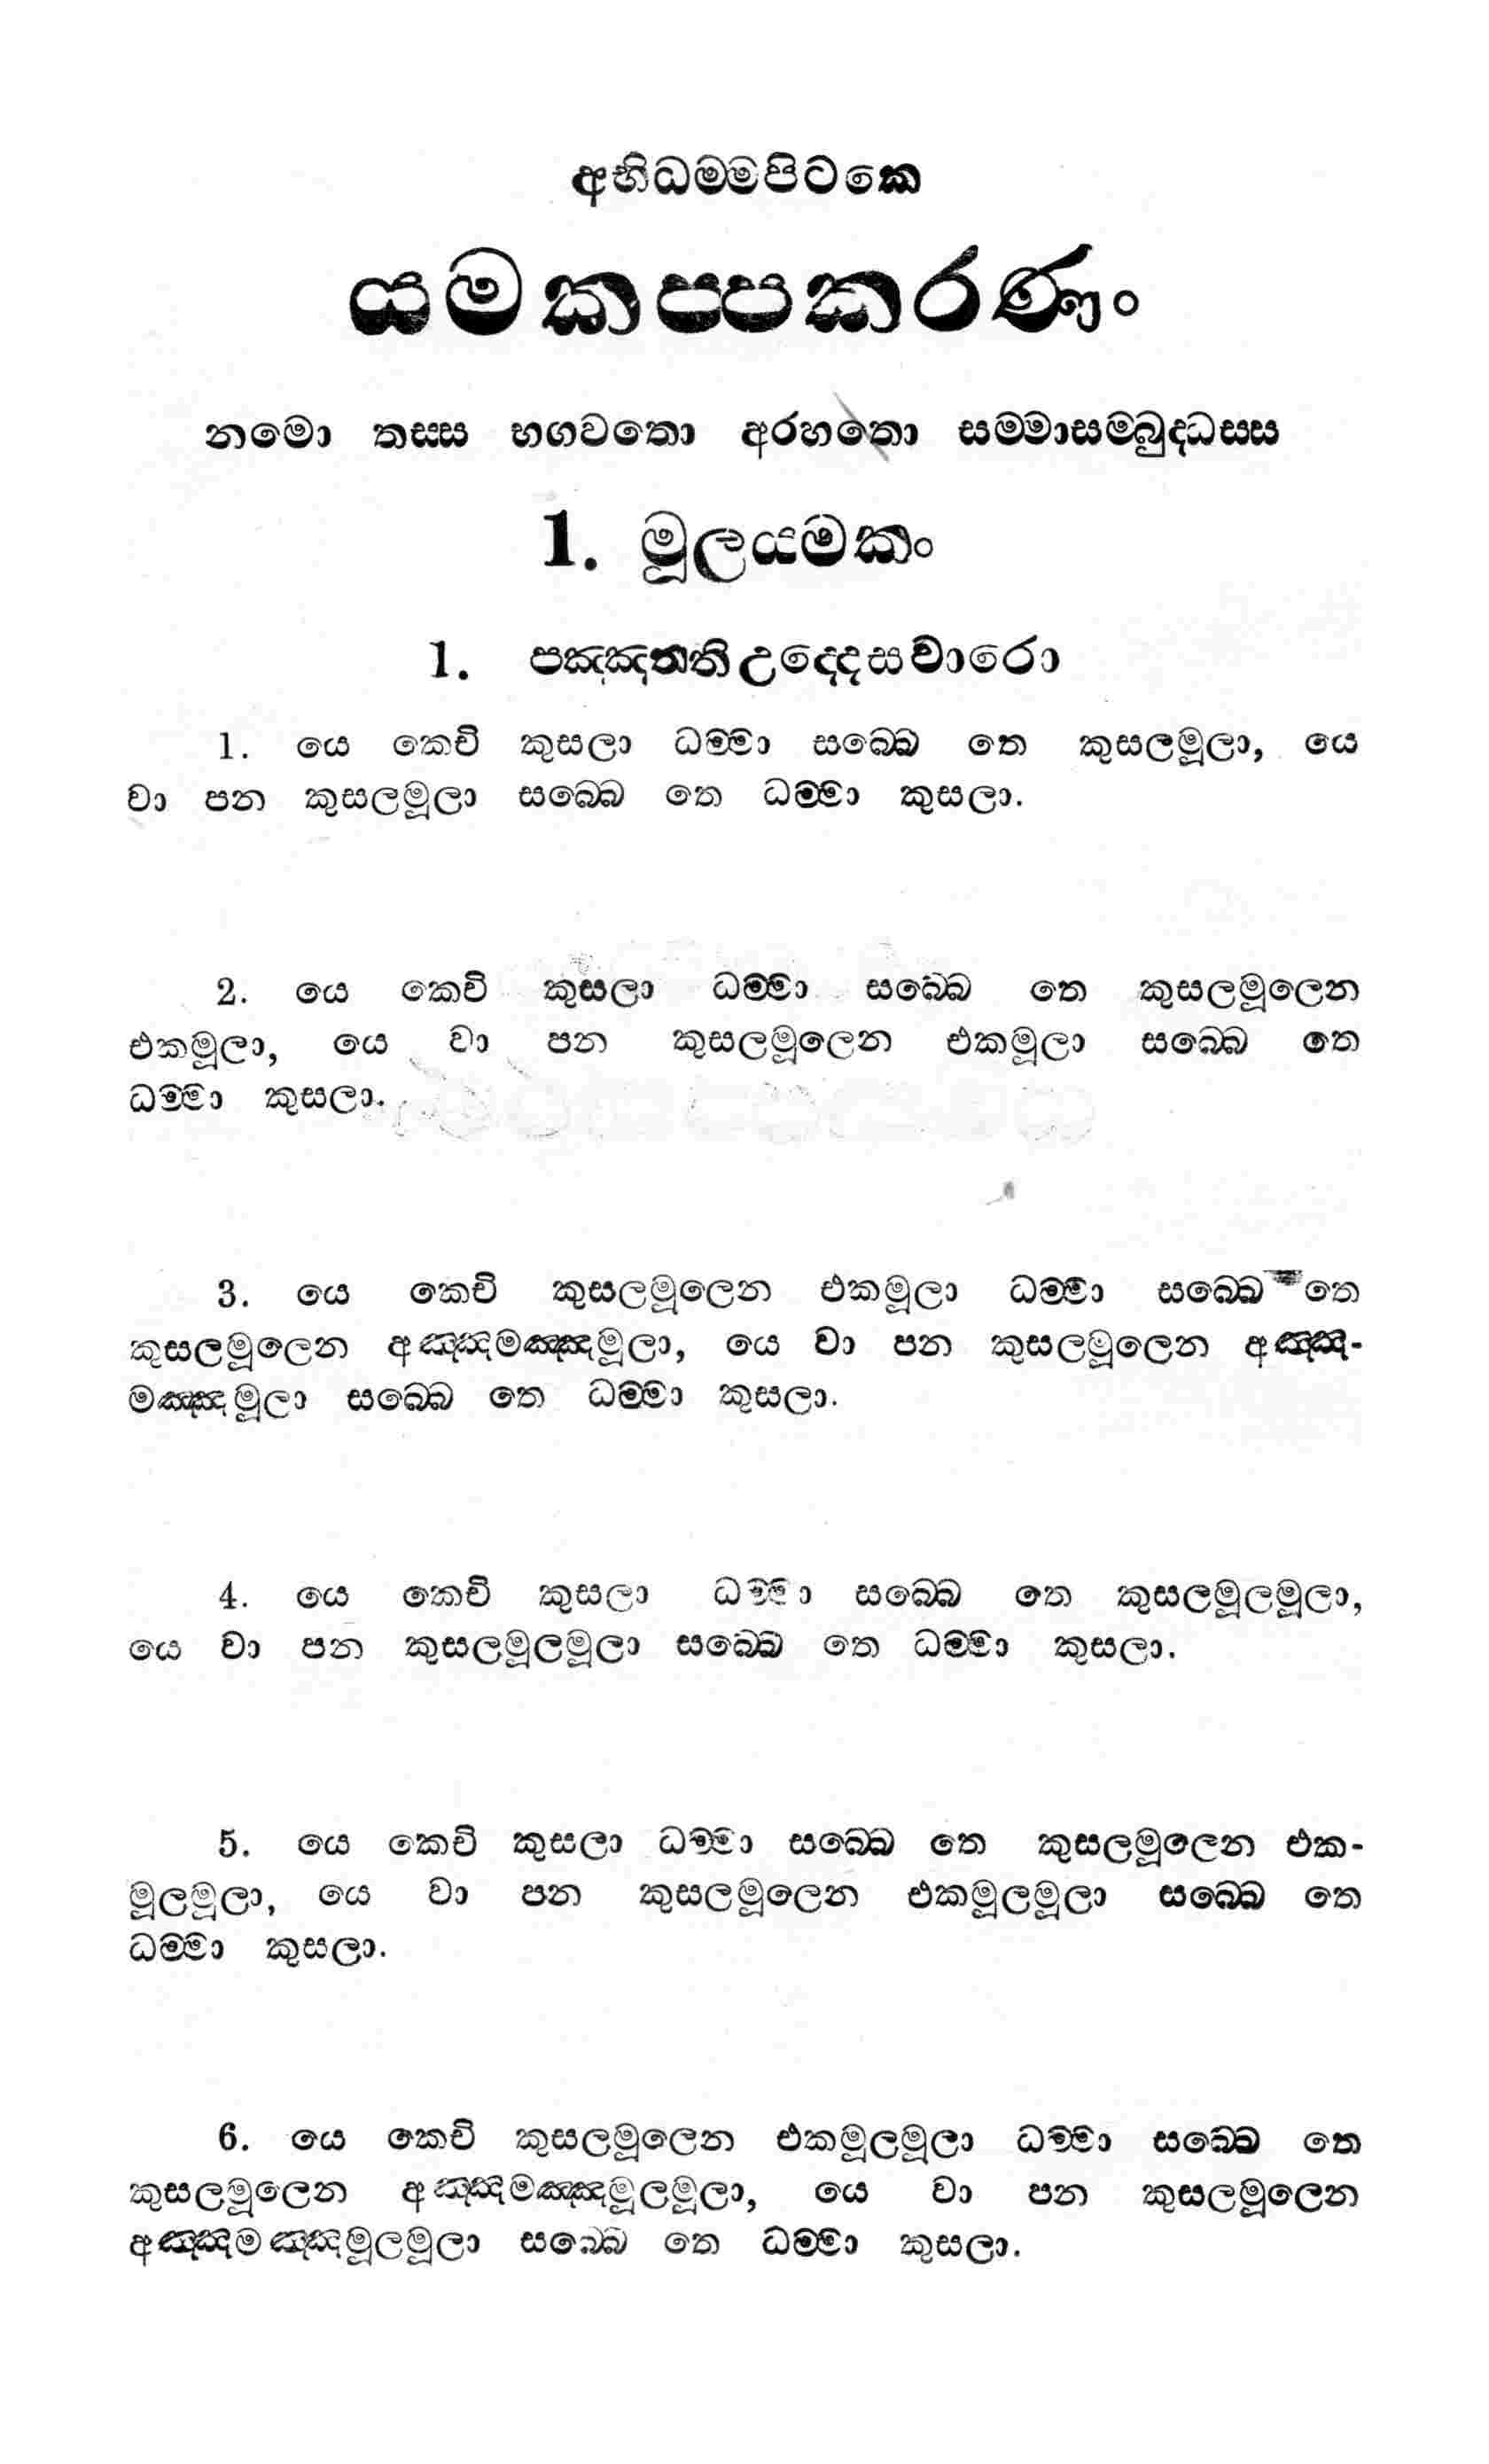 අභිධම්මපිටකෙ
යමකප්පකරණං
නමො තස්ස භගවතො අරහතො සම්මාසම්බුද්ධස්ස
1. මූලයමකං
1. පඤ්ඤත්තිඋද්දෙසවාරො
1. යෙ කෙචි කුසලා ධම්මා සබ්බෙ තෙ කුසලමූලා, යෙ
වා පන කුසලමූලා සබ්බෙ තෙ ධම්මා කුසලා.
2. යෙ කෙචි කුසලා ධම්මා සබ්බෙ තෙ කුසලමූලෙන
එකමූලා, යෙ වා පන කුසලමූලෙන එකමූලා සබ්බෙ තෙ
ධම්මා කුසලා.
3. යෙ කෙචි කුසලමූලෙන එකමූලා ධම්මා සබ්බෙ තෙ
කුසලමූලෙන අඤ්ඤමඤ්ඤමූලා, යෙ වා පන කුසලමූලෙන අඤ්ඤ-
මඤ්ඤමූලා සබ්බෙ තෙ ධම්මා කුසලා.
4. යෙ කෙචි කුසලා ධම්මා සබ්බෙ තෙ කුසලමූලමූලා,
යෙ වා පන කුසලමූලමූලා සබ්බෙ තෙ ධම්මා කුසලා.
5. යෙ කෙචි කුසලා ධම්මා සබ්බෙ තෙ කුසලමූලෙන එක-
මූලමූලා, යෙ වා පන කුසලමූලෙන එකමූලමූලා සබ්බෙ තෙ
ධම්මා කුසලා.
6. යෙ කෙචි කුසලමූලෙන එකමූලමූලා ධම්මා සබ්බෙ තෙ
කුසලමූලෙන අඤ්ඤමඤ්ඤමූලමූලා, යෙ වා පන කුසලමූලෙන
අඤ්ඤමඤ්ඤමූලමූලා සබ්බෙ තෙ ධම්මා කුසලා.